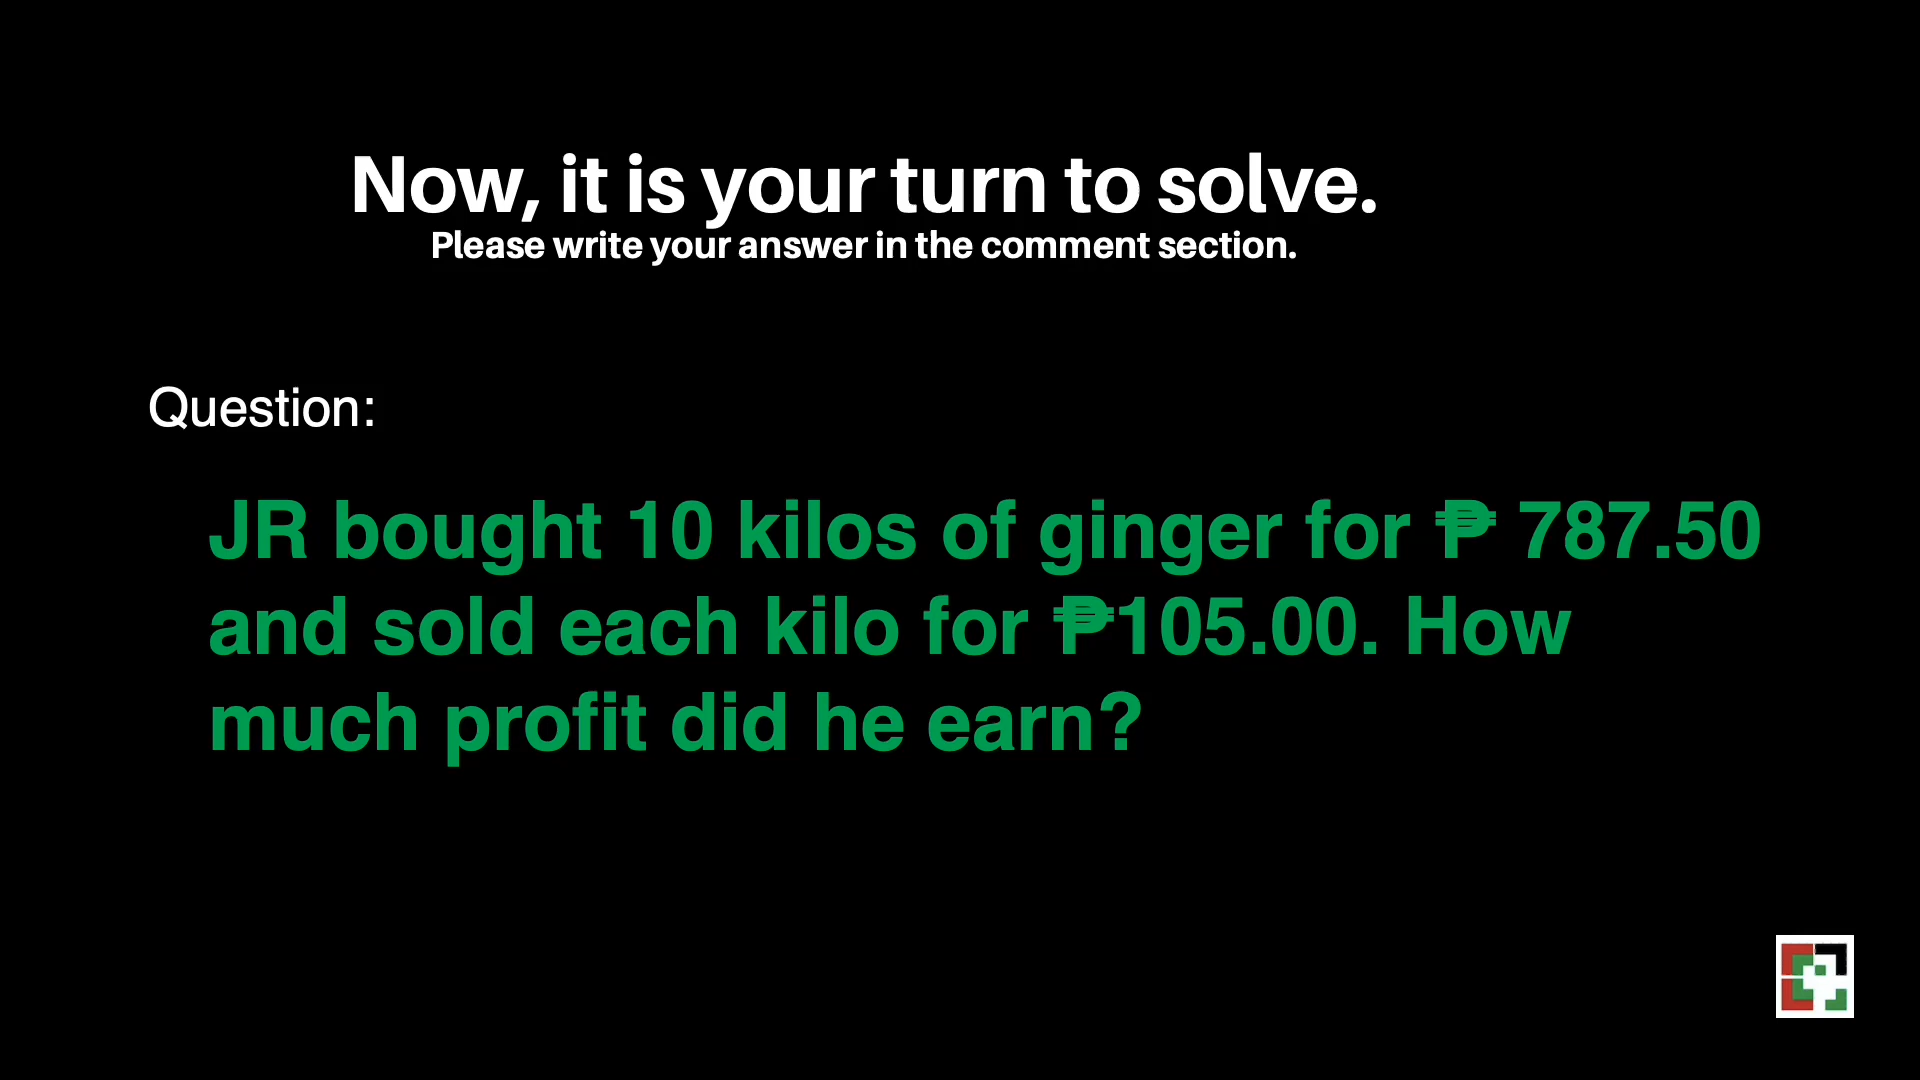 Now, it is your turn to solve.
Please write your answer in the comment section.
Question:
JR bought 10 kilos of ginger for ₱ 787.50
and sold each kilo for ₱105.00. How
much profit did he earn?